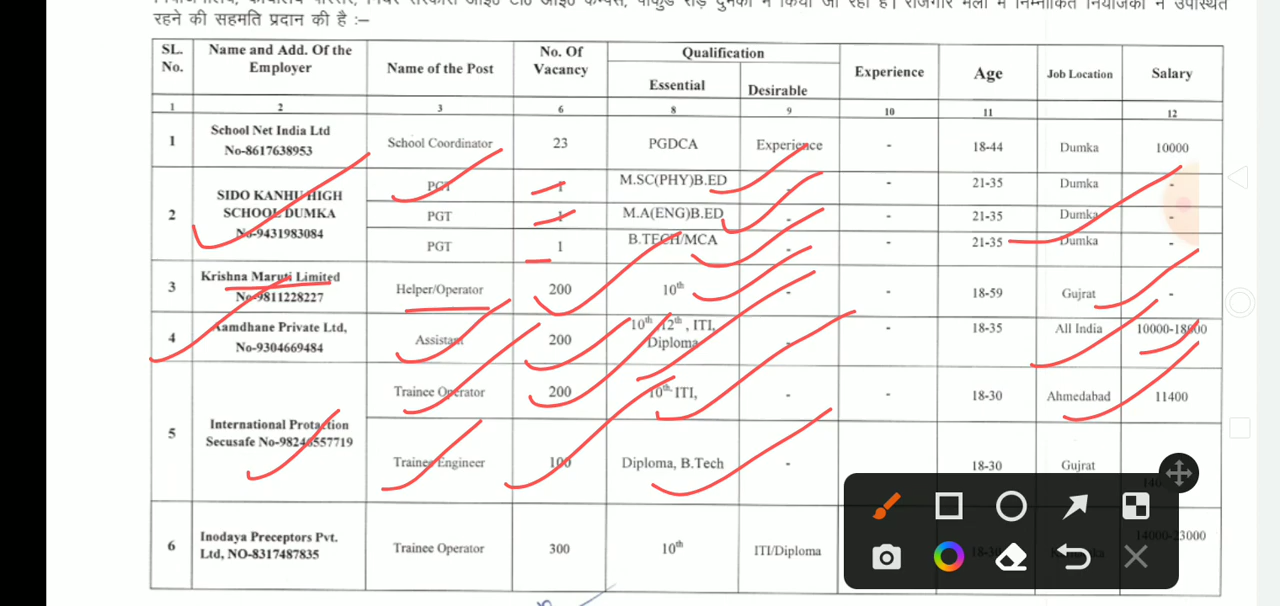 रहने की सहमति प्रदान की है :–
SL. No. Name and Add. Of the Employer Name of the Post No. Of Vacancy Qualification Experience Age Job Location Salary
Essential Desirable
1 2 3 6 8 9 10 11 12
1 School Net India Ltd No-8617638953 School Coordinator 23 PGDCA Experience - 18-44 Dumka 10000
2 SIDO KANHU HIGH SCHOOL DUMKA No-9431983084 PGT 1 M.SC(PHY)B.ED - - 21-35 Dumka -
PGT 1 M.A(ENG)B.ED - - 21-35 Dumka -
PGT 1 B.TECH/MCA - - 21-35 Dumka -
3 Krishna Maruti Limited No-9811228227 Helper/Operator 200 10th - - 18-59 Gujrat -
4 Private Ltd, No-9304669484 Assistant 200 10th 12th , ITI, Diploma - - 18-35 All India 10000-18000
5 International Protaction Secusafe Trainee Operator 200 10th ITI, - - 18-30 Ahmedabad 11400
Trainee Engineer 100 Diploma, B.Tech - 18-30 Gujrat
6 Inodaya Preceptors Pvt. Ltd, NO-8317487835 Trainee Operator 300 10th ITI/Diploma 14000-23000